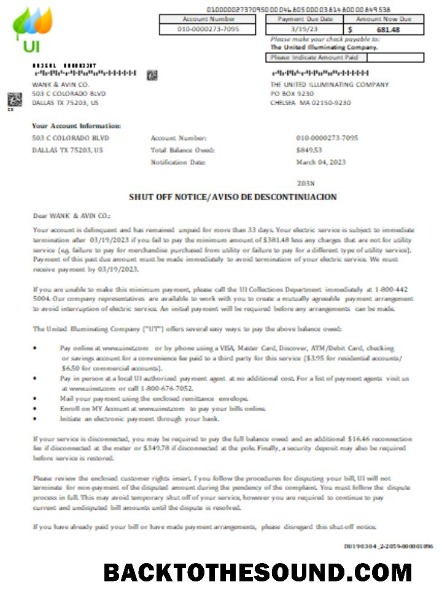 010000027370950000468050000381480000849538
Account Number
Payment Due Date
Amount Now Due
010-0000273-7095
3/19/23
$ 681.48
Please make your check payable to:
The United Illuminating Company.
Please Indicate Amount Paid
UI
WANK & AVIN CO.
503 C COLORADO BLVD
DALLAS TX 75203, US
THE UNITED ILLUMINATING COMPANY
PO BOX 9230
CHELSEA MA 02150-9230
Your Account Information:
503 C COLORADO BLVD
DALLAS TX 75203, US
Account Number: 010-0000273-7095
Total Balance Owed: $849.53
Notification Date: March 04, 2023
SHUT OFF NOTICE/AVISO DE DESCONTINUACION
Dear WANK & AVIN CO.:
Your account is delinquent and has remained unpaid for more than 33 days. Your electric service is subject to immediate
termination after 03/19/2023 if you fail to pay the minimum amount of $381.48 less any charges that are not for utility
service (eg. failure to pay for merchandise purchased from utility or failure to pay for a different type of utility service).
Payment of this past due amount must be made immediately to avoid termination of your electric service. We must
receive payment by 03/19/2023.
If you are unable to make this minimum payment, please call the UI Collections Department immediately at 1-800-442
5004. Our company representatives are available to work with you to create a mutually agreeable payment arrangement
to avoid interruption of electric service. An initial payment will be required before any arrangements can be made.
The United Illuminating Company ("UI") offers several easy ways to pay the above balance owed:
• Pay online at www.uinet.com or by phone using a VISA, Master Card, Discover, ATM/Debit Card, checking
or savings account for a convenience fee paid to a third party for this service ($3.95 for residential accounts/
$6.50 for commercial accounts).
• Pay in person at a local UI authorized payment agent at no additional cost. For a list of payment agents visit us
at www.uinet.com or call 1-800-676-7052.
• Mail your payment using the enclosed remittance envelope.
• Enroll on MY Account at www.uinet.com to pay your bills online.
• Initiate an electronic payment through your bank.
If your service is disconnected, you may be required to pay the full balance owed and an additional $16.46 reconnection
fee if disconnected at the meter or $349.78 if disconnected at the pole. Finally, a security deposit may also be required
before service is restored.
Please review the enclosed customer rights insert. If you follow the procedures for disputing your bill, UI will not
terminate for non-payment of the disputed amount during the pendency of the complaint. You must follow the dispute
process in full. This may avoid temporary shut off of your service, however you are required to continue to pay
current and undisputed bill amounts until the dispute is resolved.
If you have already paid your bill or have made payment arrangements, please disregard this shut-off notice.
BACKTOTHESOUND.COM